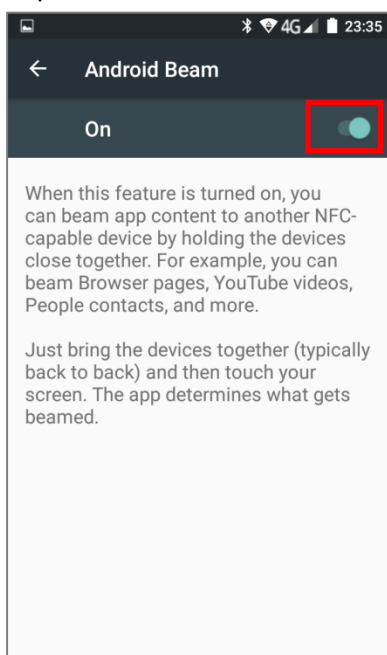 4G 23:35
Android Beam
On
When this feature is turned on, you
can beam app content to another NFC-
capable device by holding the devices
close together. For example, you can
beam Browser pages, YouTube videos,
People contacts, and more.
Just bring the devices together (typically
back to back) and then touch your
screen. The app determines what gets
beamed.